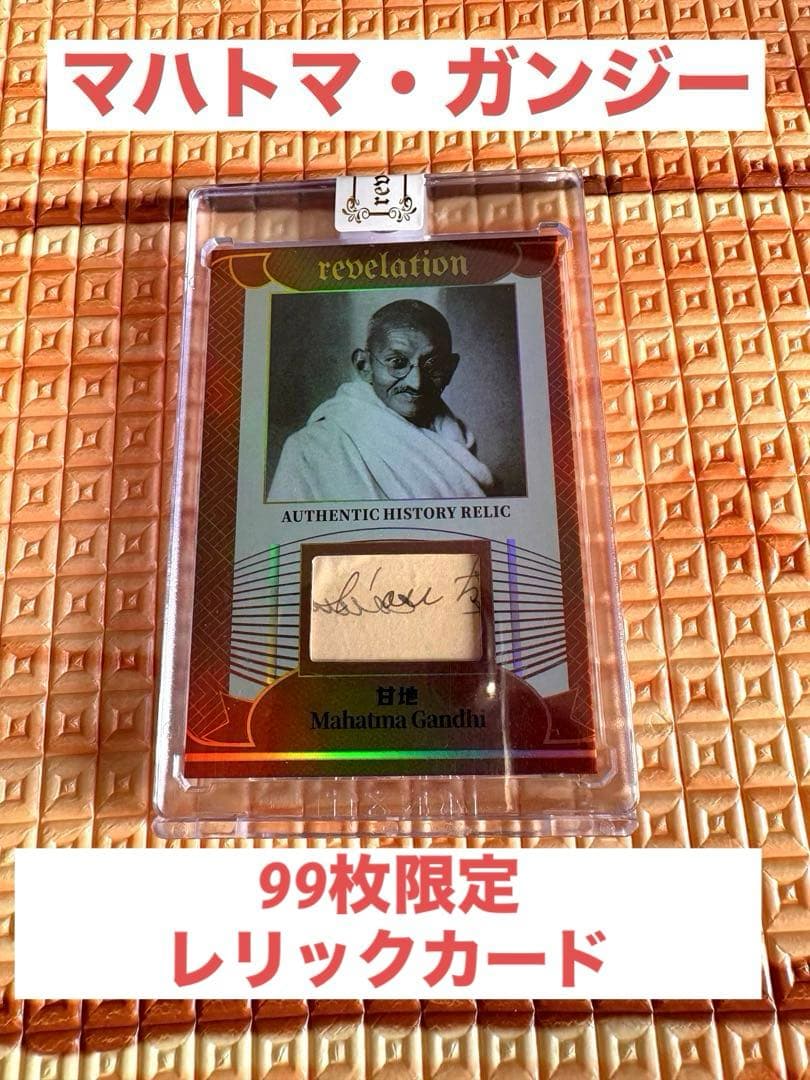 マハトマ・ガンジー
rev
revelation
AUTHENTIC HISTORY RELIC
甘地
Mahatma Gandhi
99枚限定
レリックカード